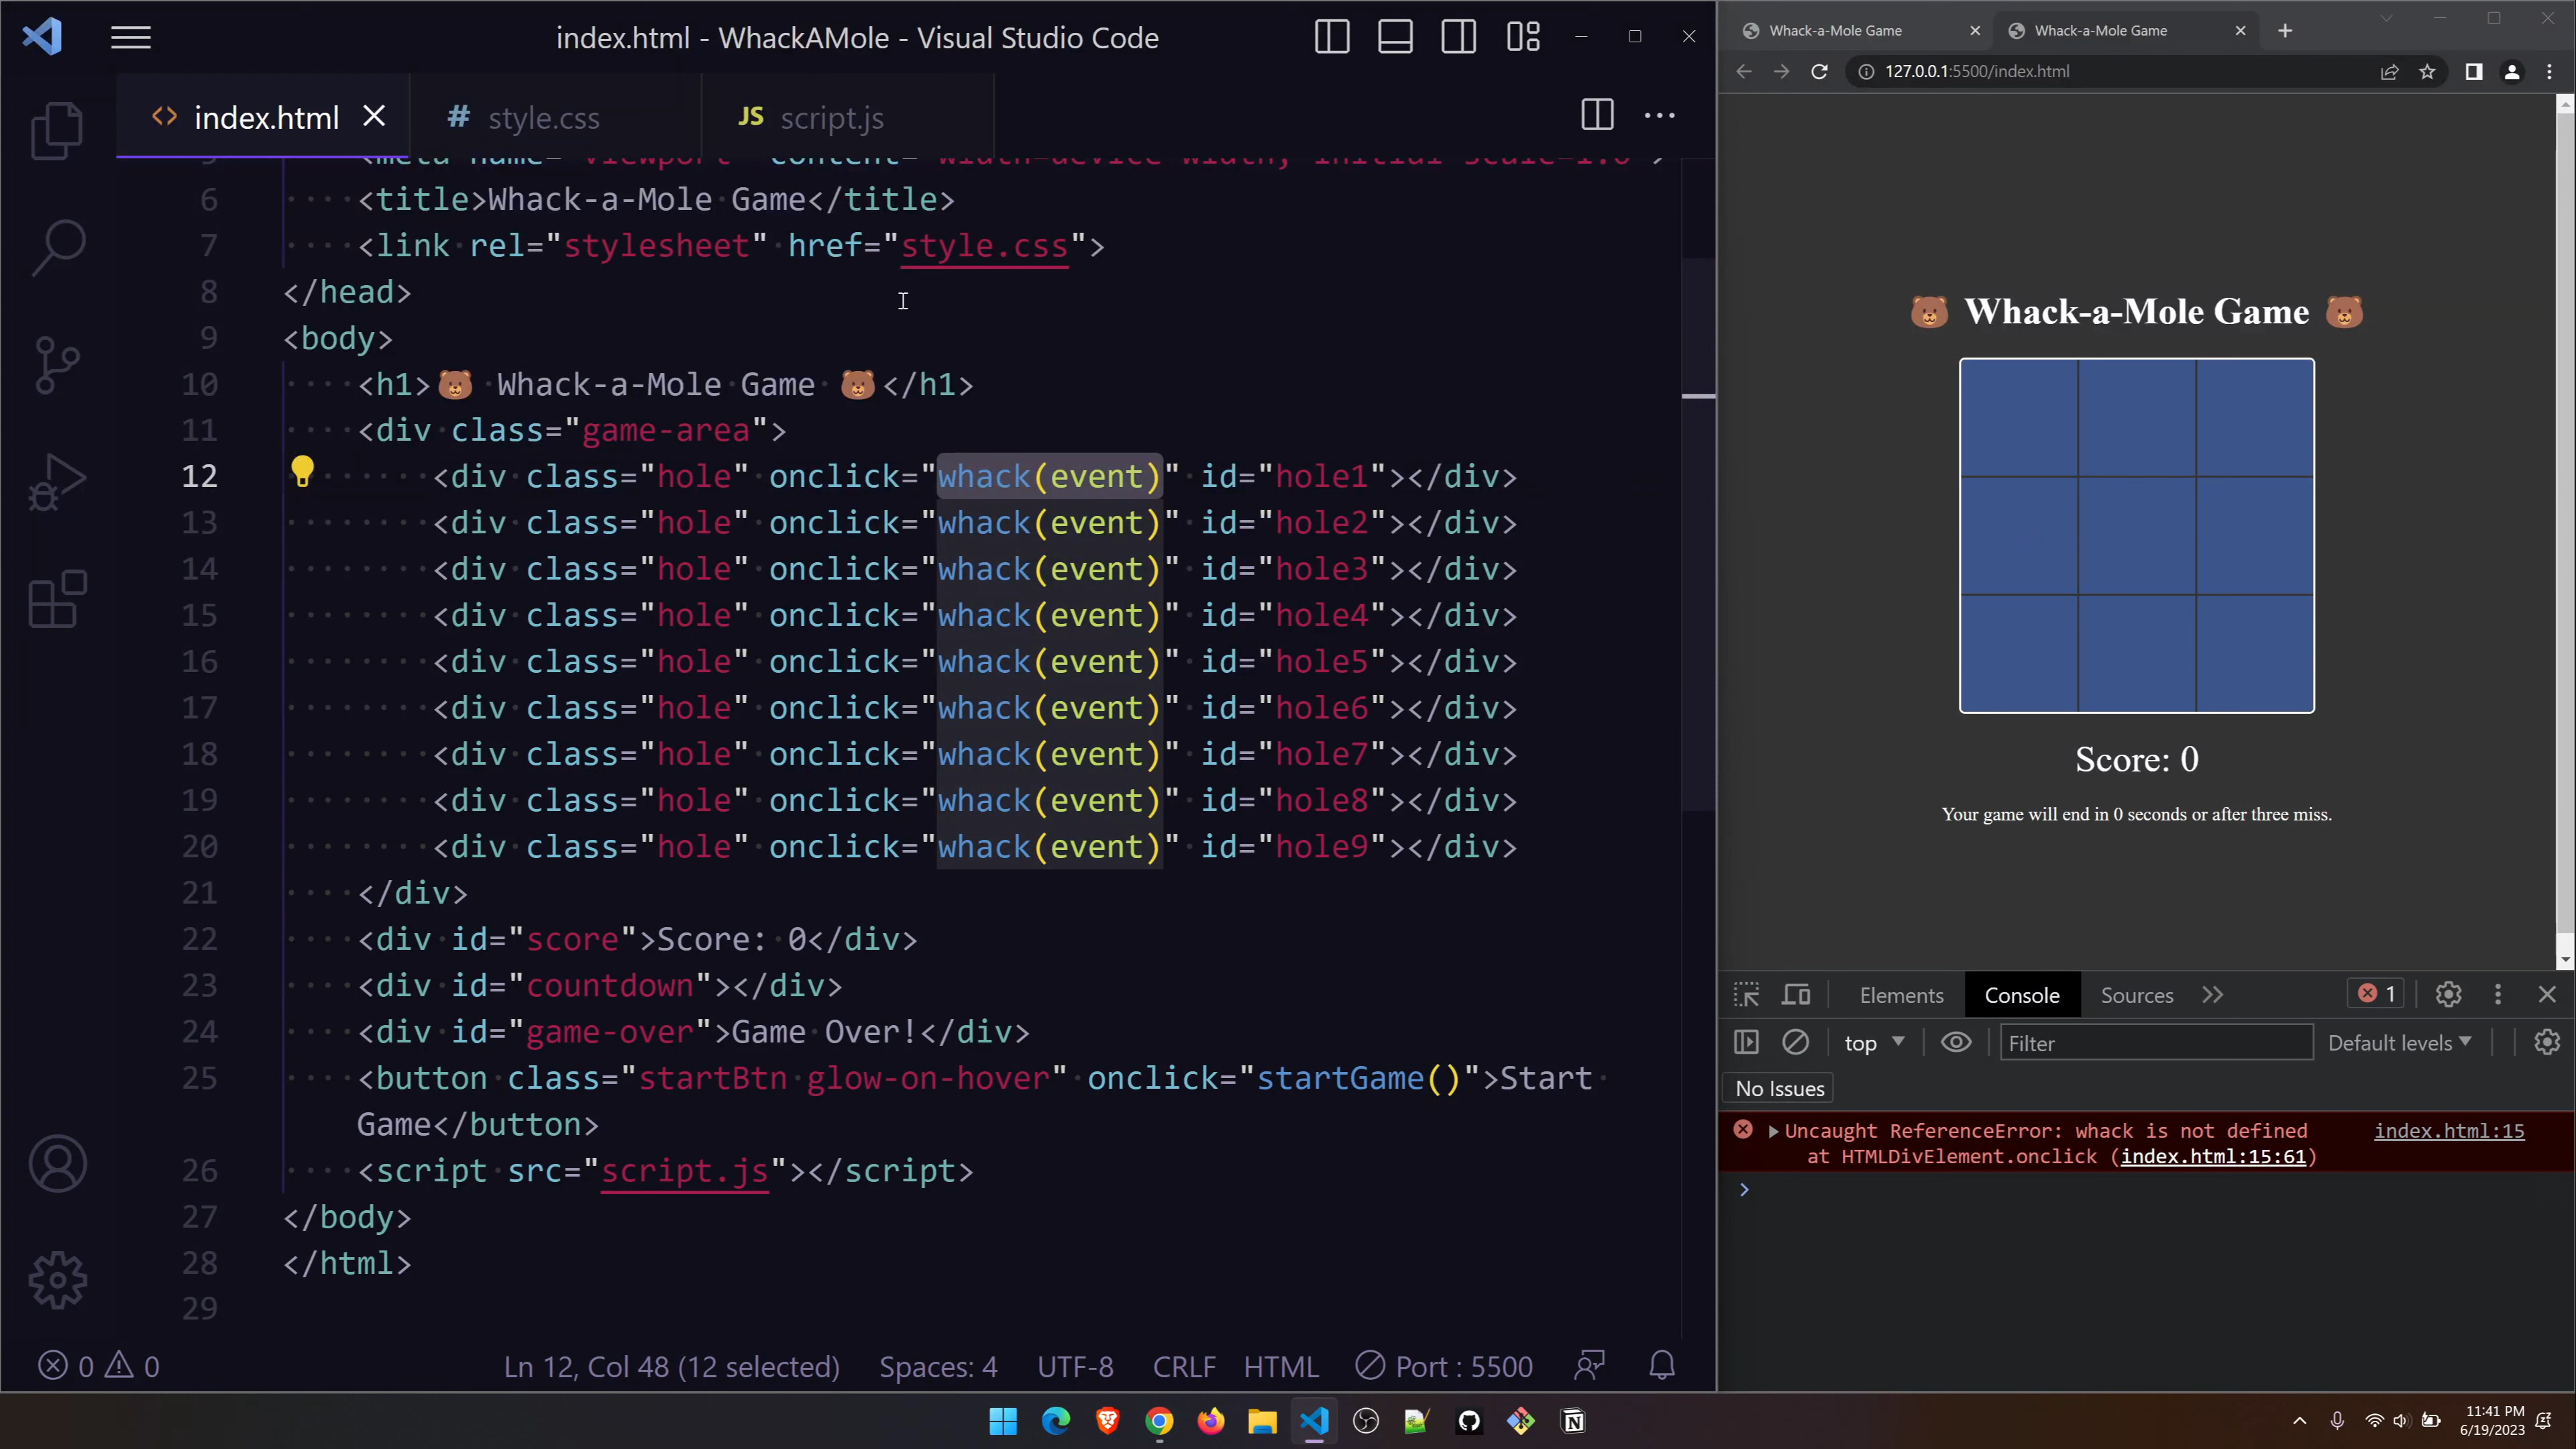 index.html - WhackAMole - Visual Studio Code
index.html
# style.css
JS script.js
<meta name="viewport" content="width=device-width, initial-scale=1.0">
6 <title>Whack-a-Mole Game</title>
7 <link rel="stylesheet" href="style.css">
8 </head>
9 <body>
10 <h1>🐻 Whack-a-Mole Game 🐻</h1>
11 <div class="game-area">
12 <div class="hole" onclick="whack(event)" id="hole1"></div>
13 <div class="hole" onclick="whack(event)" id="hole2"></div>
14 <div class="hole" onclick="whack(event)" id="hole3"></div>
15 <div class="hole" onclick="whack(event)" id="hole4"></div>
16 <div class="hole" onclick="whack(event)" id="hole5"></div>
17 <div class="hole" onclick="whack(event)" id="hole6"></div>
18 <div class="hole" onclick="whack(event)" id="hole7"></div>
19 <div class="hole" onclick="whack(event)" id="hole8"></div>
20 <div class="hole" onclick="whack(event)" id="hole9"></div>
21 </div>
22 <div id="score">Score: 0</div>
23 <div id="countdown"></div>
24 <div id="game-over">Game Over!</div>
25 <button class="startBtn glow-on-hover" onclick="startGame()">Start
Game</button>
26 <script src="script.js"></script>
27 </body>
28 </html>
29
0 0
Ln 12, Col 48 (12 selected) Spaces: 4 UTF-8 CRLF HTML Port : 5500
Whack-a-Mole Game
Whack-a-Mole Game
127.0.0.1:5500/index.html
🐻 Whack-a-Mole Game 🐻
Score: 0
Your game will end in 0 seconds or after three miss.
Elements Console Sources 1
top Filter Default levels
No Issues
Uncaught ReferenceError: whack is not defined index.html:15
at HTMLDivElement.onclick (index.html:15:61)
11:41 PM
6/19/2023